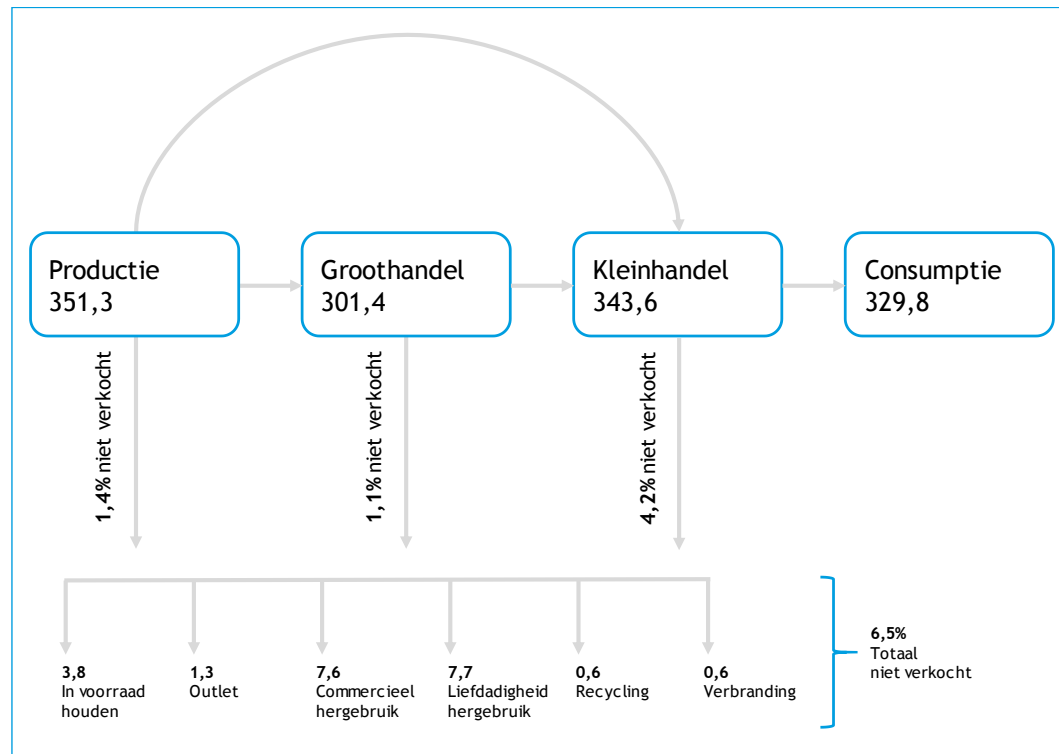 Productie
351,3
Groothandel
301,4
Kleinhandel
343,6
Consumptie
329,8
1,4% niet verkocht
1,1% niet verkocht
4,2% niet verkocht
3,8
In voorraad
houden
1,3
Outlet
7,6
Commercieel
hergebruik
7,7
Liefdadigheid
hergebruik
0,6
Recycling
0,6
Verbranding
6,5%
Totaal
niet verkocht